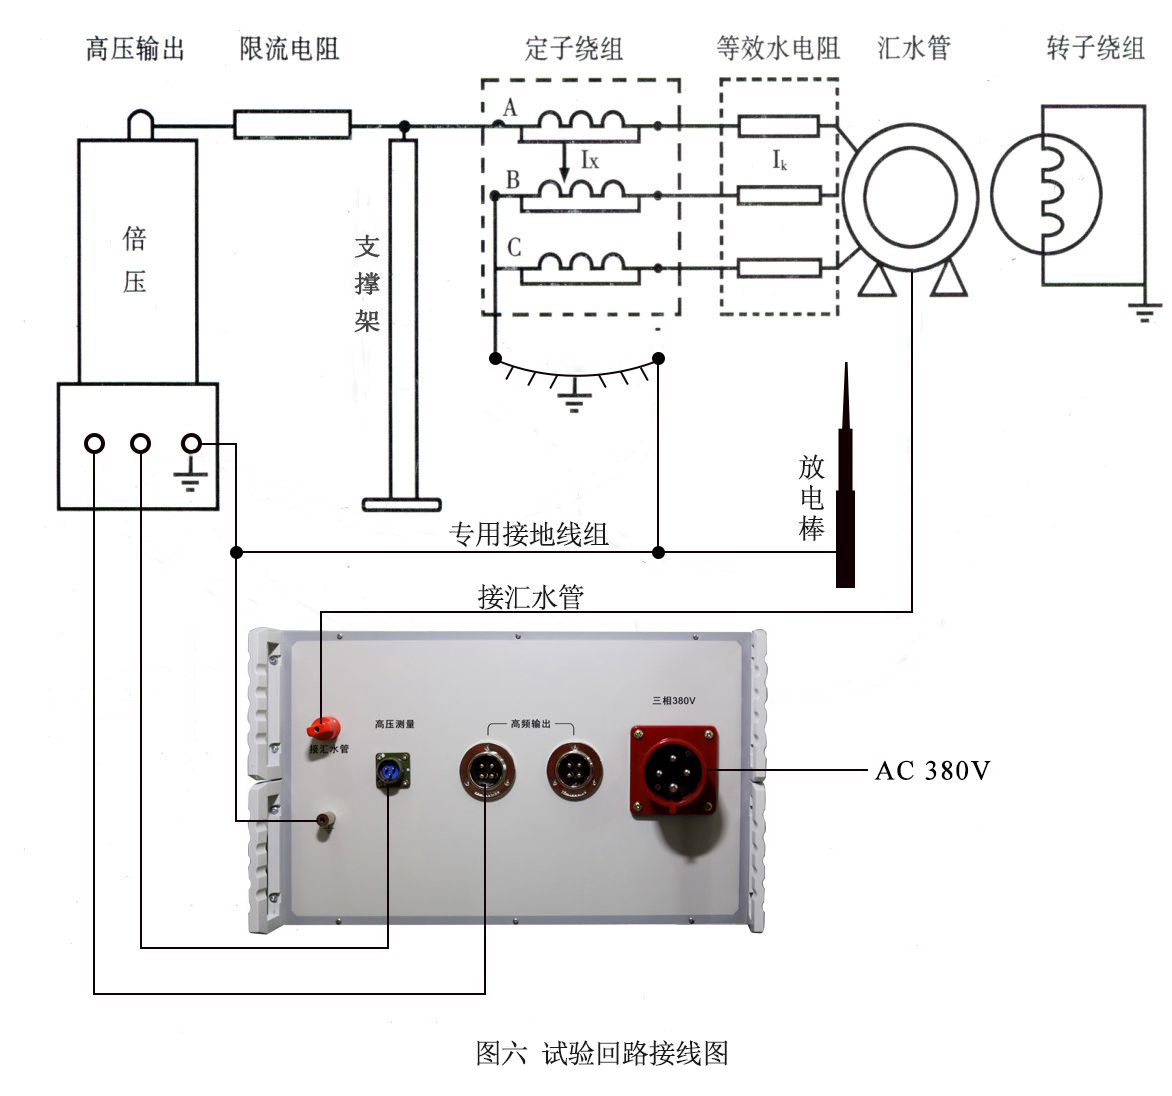 高压输出 限流电阻 定子绕组 等效水电阻 汇水管 转子绕组
A
Ix
Ik
B
C
倍压
支撑架
放电棒
专用接地线组
接汇水管
三相380V
高压测量
高频输出
接汇水管
AC 380V
图六 试验回路接线图